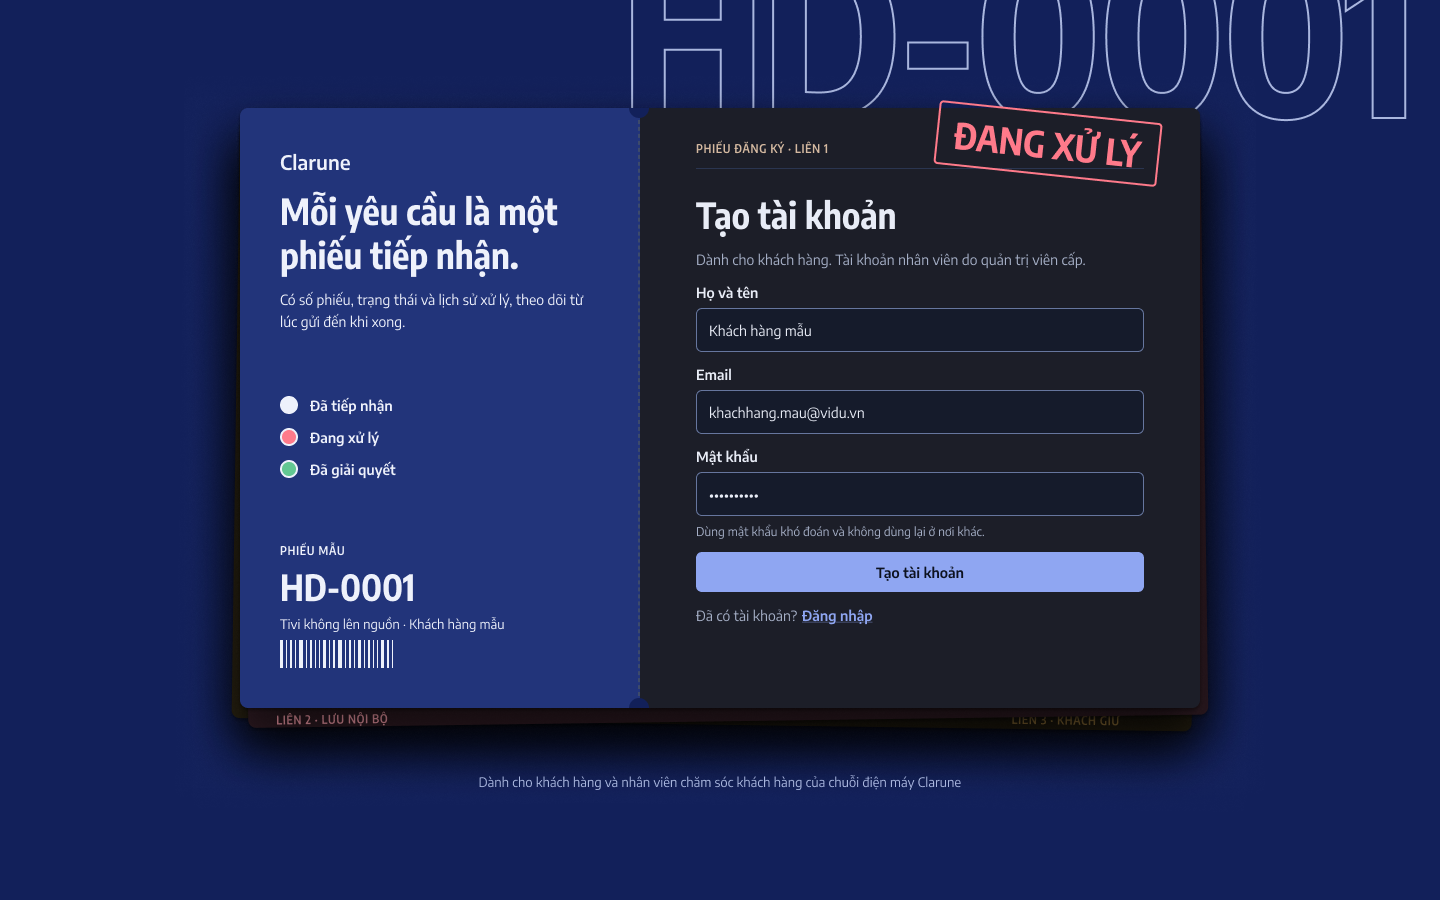 HD-0001
Clarune
Mỗi yêu cầu là một
phiếu tiếp nhận.
Có số phiếu, trạng thái và lịch sử xử lý, theo dõi từ
lúc gửi đến khi xong.
Đã tiếp nhận
Đang xử lý
Đã giải quyết
PHIẾU MẪU
HD-0001
Tivi không lên nguồn · Khách hàng mẫu
PHIẾU ĐĂNG KÝ · LIÊN 1
ĐANG XỬ LÝ
Tạo tài khoản
Dành cho khách hàng. Tài khoản nhân viên do quản trị viên cấp.
Họ và tên
Khách hàng mẫu
Email
khachhang.mau@vidu.vn
Mật khẩu
••••••••••
Dùng mật khẩu khó đoán và không dùng lại ở nơi khác.
Tạo tài khoản
Đã có tài khoản? Đăng nhập
LIÊN 2 · LƯU NỘI BỘ
LIÊN 3 · KHÁCH GIỮ
Dành cho khách hàng và nhân viên chăm sóc khách hàng của chuỗi điện máy Clarune